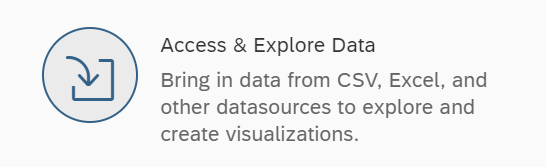 Access & Explore Data
Bring in data from CSV, Excel, and
other datasources to explore and
create visualizations.